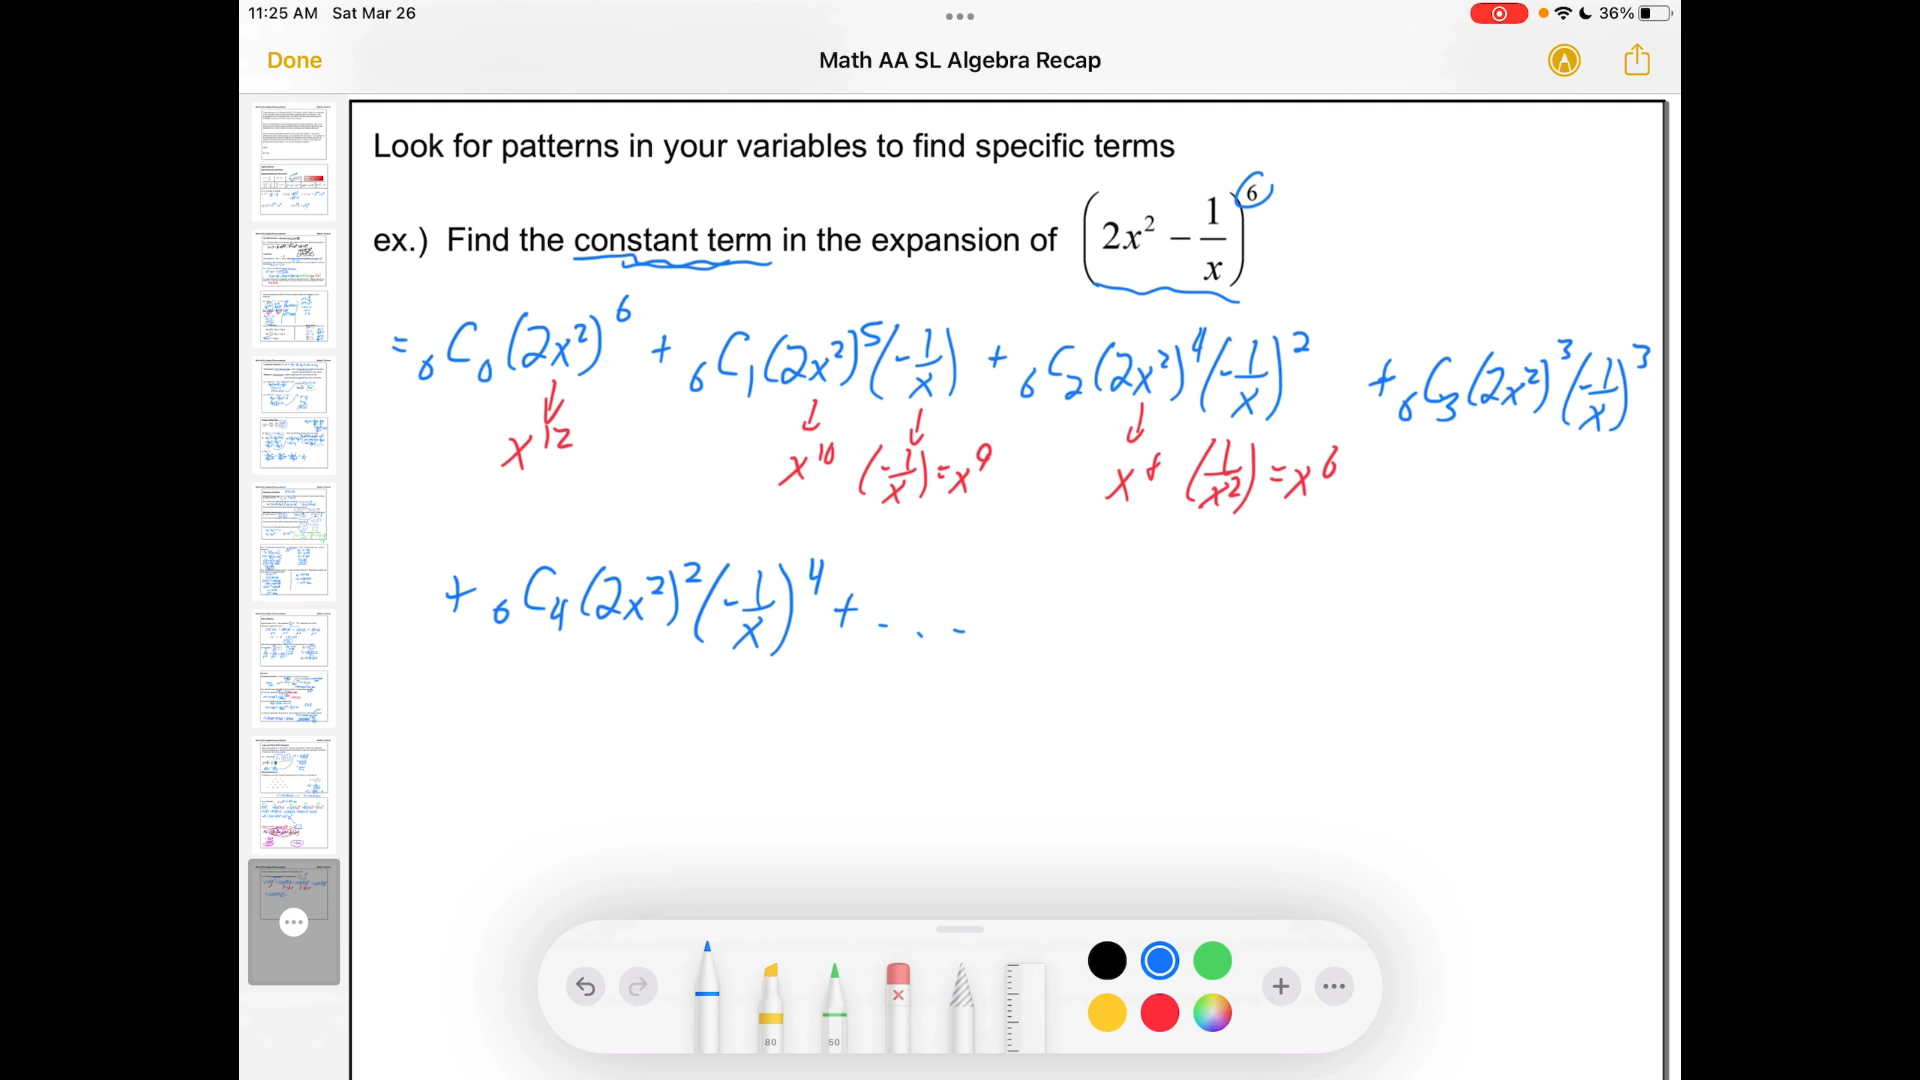 11:25 AM Sat Mar 26
36%
Done
Math AA SL Algebra Recap
Look for patterns in your variables to find specific terms
ex.) Find the constant term in the expansion of (2x² − 1/x)⁶
= ₆C₀(2x²)⁶ + ₆C₁(2x²)⁵(-1/x) + ₆C₂(2x²)⁴(-1/x)² + ₆C₃(2x²)³(-1/x)³
x¹² x¹⁰ (-1/x) = x⁹ x⁸ (1/x²) = x⁶
+ ₆C₄(2x²)²(-1/x)⁴ + ...
80
50